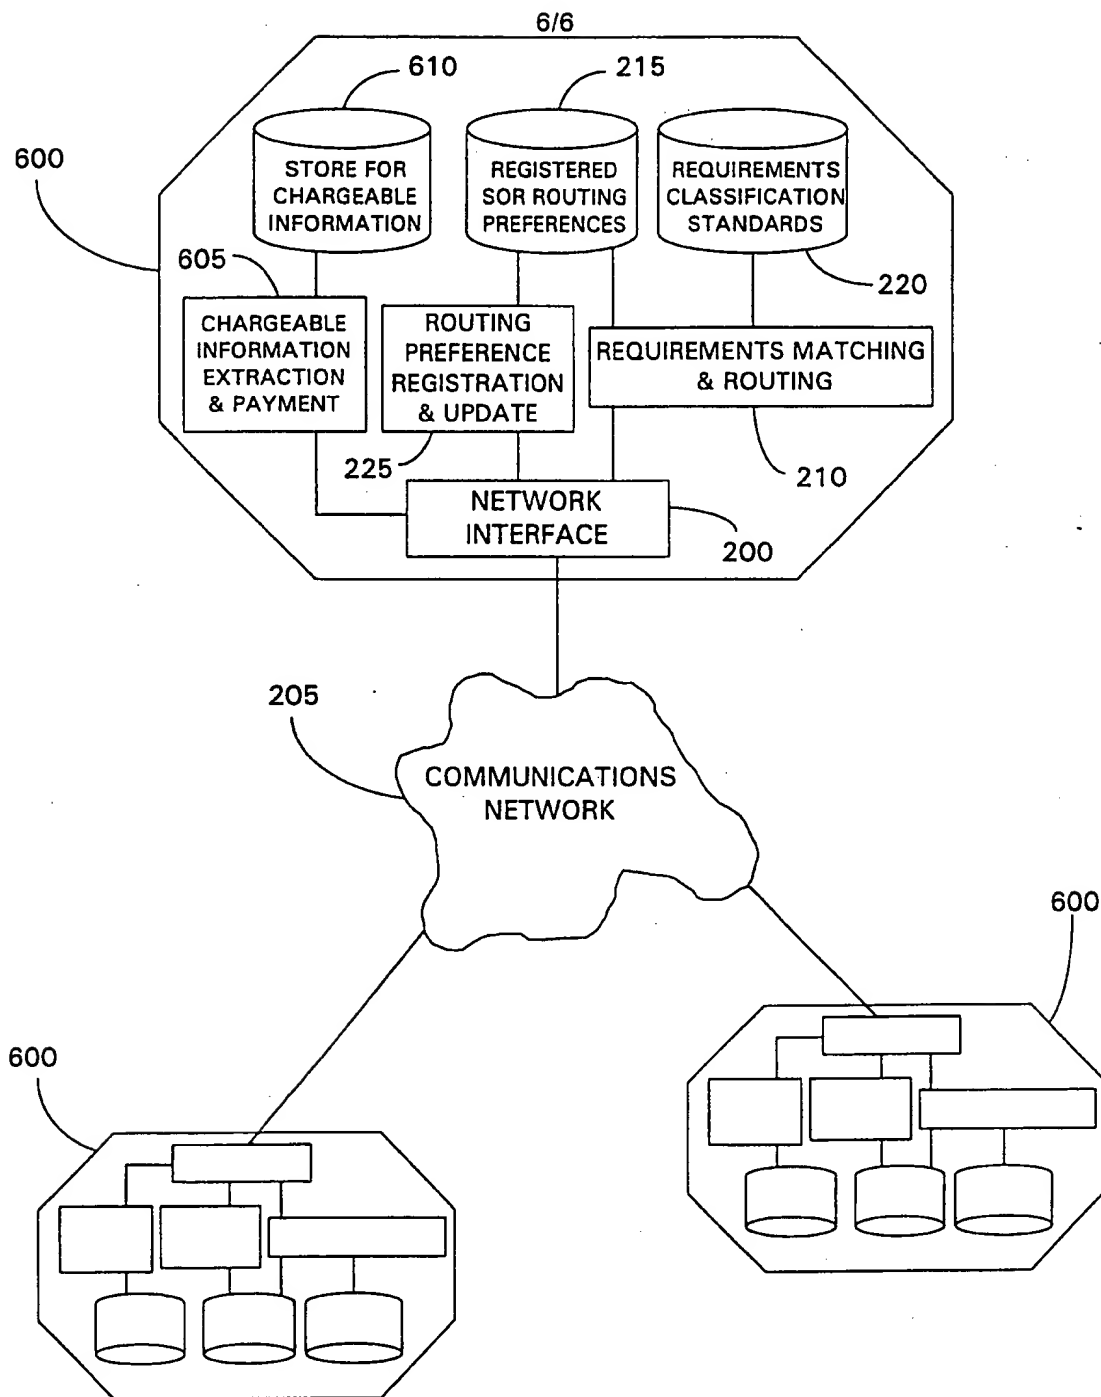 6/6
610
215
600
STORE FOR
CHARGEABLE
INFORMATION
REGISTERED
SOR ROUTING
PREFERENCES
REQUIREMENTS
CLASSIFICATION
STANDARDS
605
220
CHARGEABLE
INFORMATION
EXTRACTION
& PAYMENT
ROUTING
PREFERENCE
REGISTRATION
& UPDATE
REQUIREMENTS MATCHING
& ROUTING
225
210
NETWORK
INTERFACE
200
205
COMMUNICATIONS
NETWORK
600
600